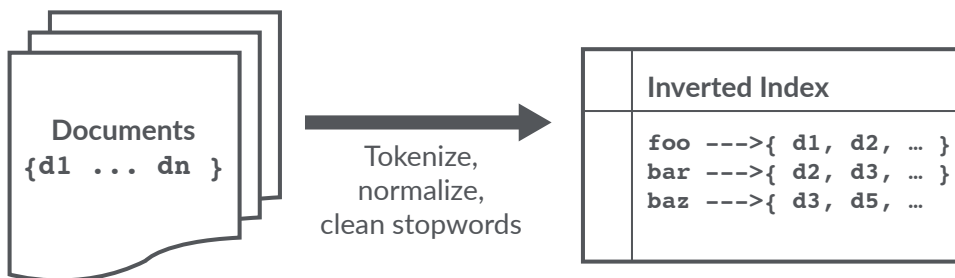 Documents
{d1 ... dn }
Tokenize,
normalize,
clean stopwords
Inverted Index
foo --->{ d1, d2, … }
bar --->{ d2, d3, … }
baz --->{ d3, d5, …